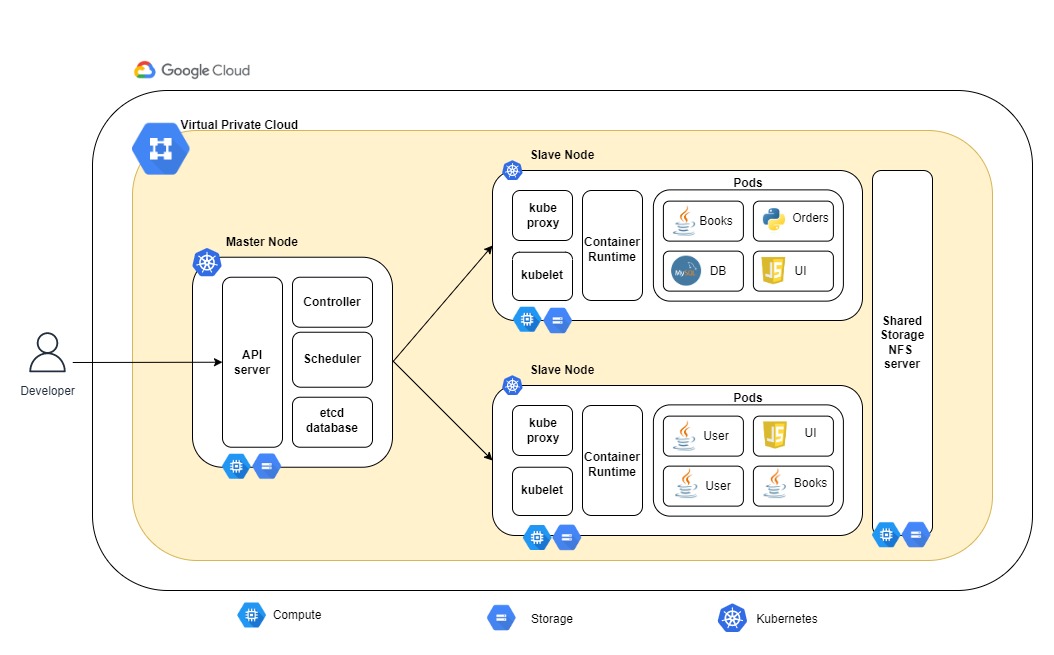 Google Cloud
Virtual Private Cloud
Slave Node
Pods
kube
proxy
Container
Runtime
Books
Orders
kubelet
MySQL
DB
JS
UI
Master Node
API
server
Controller
Scheduler
etcd
database
Developer
Shared
Storage
NFS
server
Slave Node
Pods
kube
proxy
Container
Runtime
User
JS
UI
kubelet
User
Books
Compute
Storage
Kubernetes